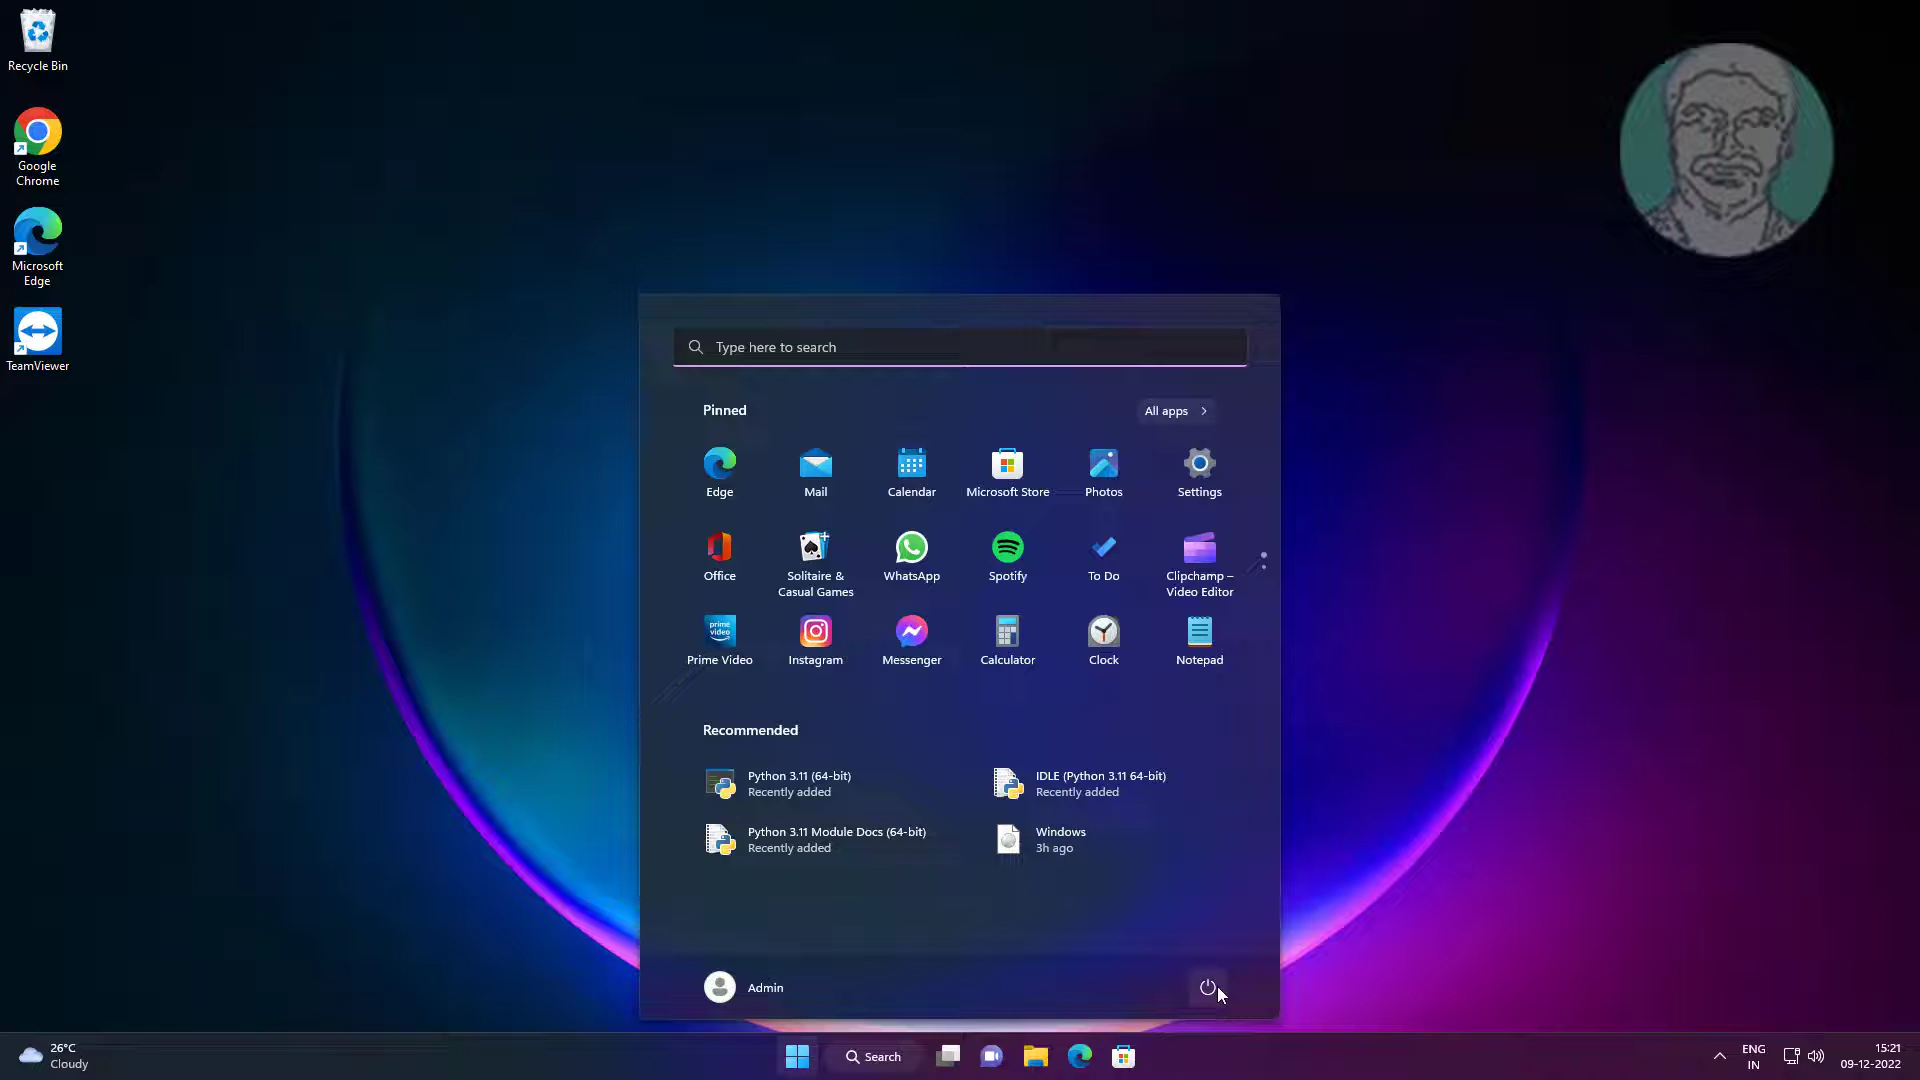 Recycle Bin
Google
Chrome
Microsoft
Edge
TeamViewer
Type here to search
Pinned
All apps
Edge
Mail
Calendar
Microsoft Store
Photos
Settings
Office
Solitaire &
Casual Games
WhatsApp
Spotify
To Do
Clipchamp –
Video Editor
prime
video
Prime Video
Instagram
Messenger
Calculator
Clock
Notepad
Recommended
Python 3.11 (64-bit)
Recently added
IDLE (Python 3.11 64-bit)
Recently added
Python 3.11 Module Docs (64-bit)
Recently added
Windows
3h ago
Admin
26°C
Cloudy
Search
ENG
IN
15:21
09-12-2022